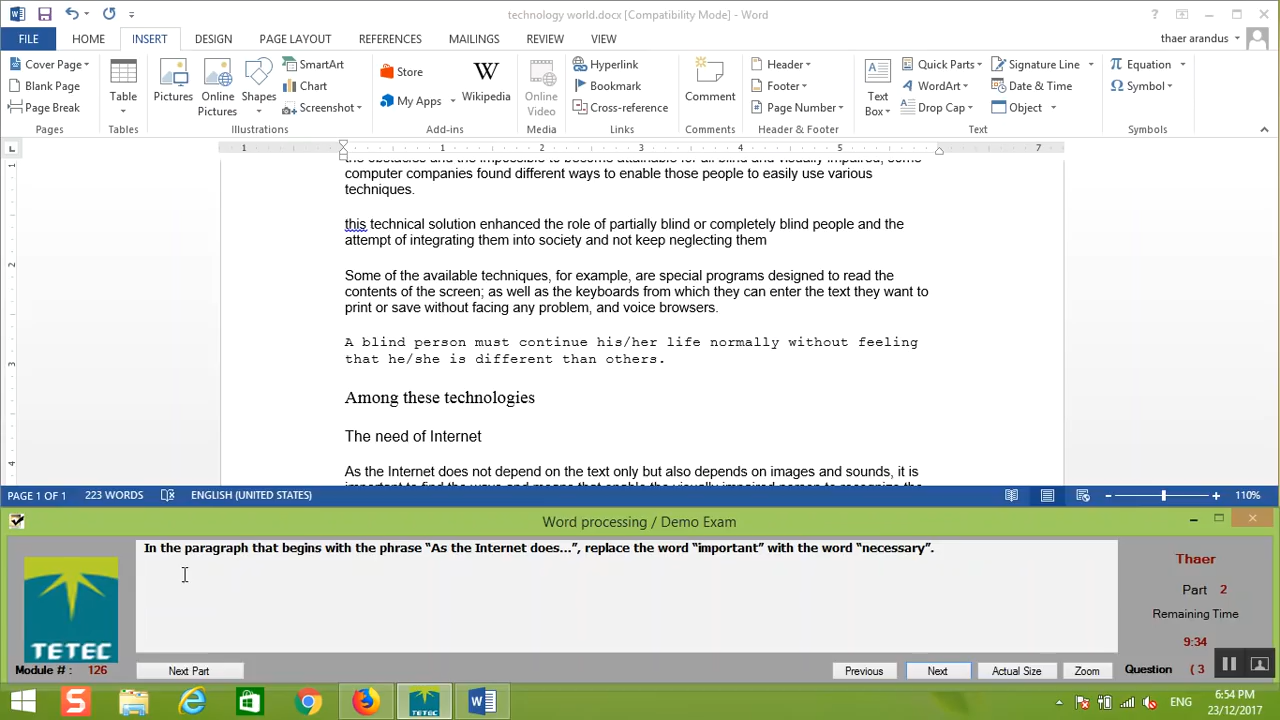 technology world.docx [Compatibility Mode] - Word
?
FILE
HOME
INSERT
DESIGN
PAGE LAYOUT
REFERENCES
MAILINGS
REVIEW
VIEW
thaer arandus
Cover Page
Blank Page
Page Break
Pages
Table
Tables
Pictures
Online Pictures
Shapes
SmartArt
Chart
Screenshot
Illustrations
Store
My Apps
W
Wikipedia
Add-ins
Online Video
Media
Hyperlink
Bookmark
Cross-reference
Links
Comment
Comments
Header
Footer
Page Number
Header & Footer
Text Box
Quick Parts
WordArt
Drop Cap
Signature Line
Date & Time
Object
Text
Equation
Symbol
Symbols
1 1 2 3 4 5 7
1
2
3
4
the obstacles and the impossible to become attainable for all blind and visually impaired, some
computer companies found different ways to enable those people to easily use various
techniques.
this technical solution enhanced the role of partially blind or completely blind people and the
attempt of integrating them into society and not keep neglecting them
Some of the available techniques, for example, are special programs designed to read the
contents of the screen; as well as the keyboards from which they can enter the text they want to
print or save without facing any problem, and voice browsers.
A blind person must continue his/her life normally without feeling
that he/she is different than others.
Among these technologies
The need of Internet
As the Internet does not depend on the text only but also depends on images and sounds, it is
important to find the ways and means that enable the visually impaired person to recognize the
PAGE 1 OF 1
223 WORDS
ENGLISH (UNITED STATES)
110%
Word processing / Demo Exam
In the paragraph that begins with the phrase “As the Internet does...”, replace the word “important” with the word “necessary”.
TETEC
Module # : 126
Next Part
Previous
Next
Actual Size
Zoom
Thaer
Part 2
Remaining Time
9:34
Question ( 3
S
TETEC
ENG
6:54 PM
23/12/2017